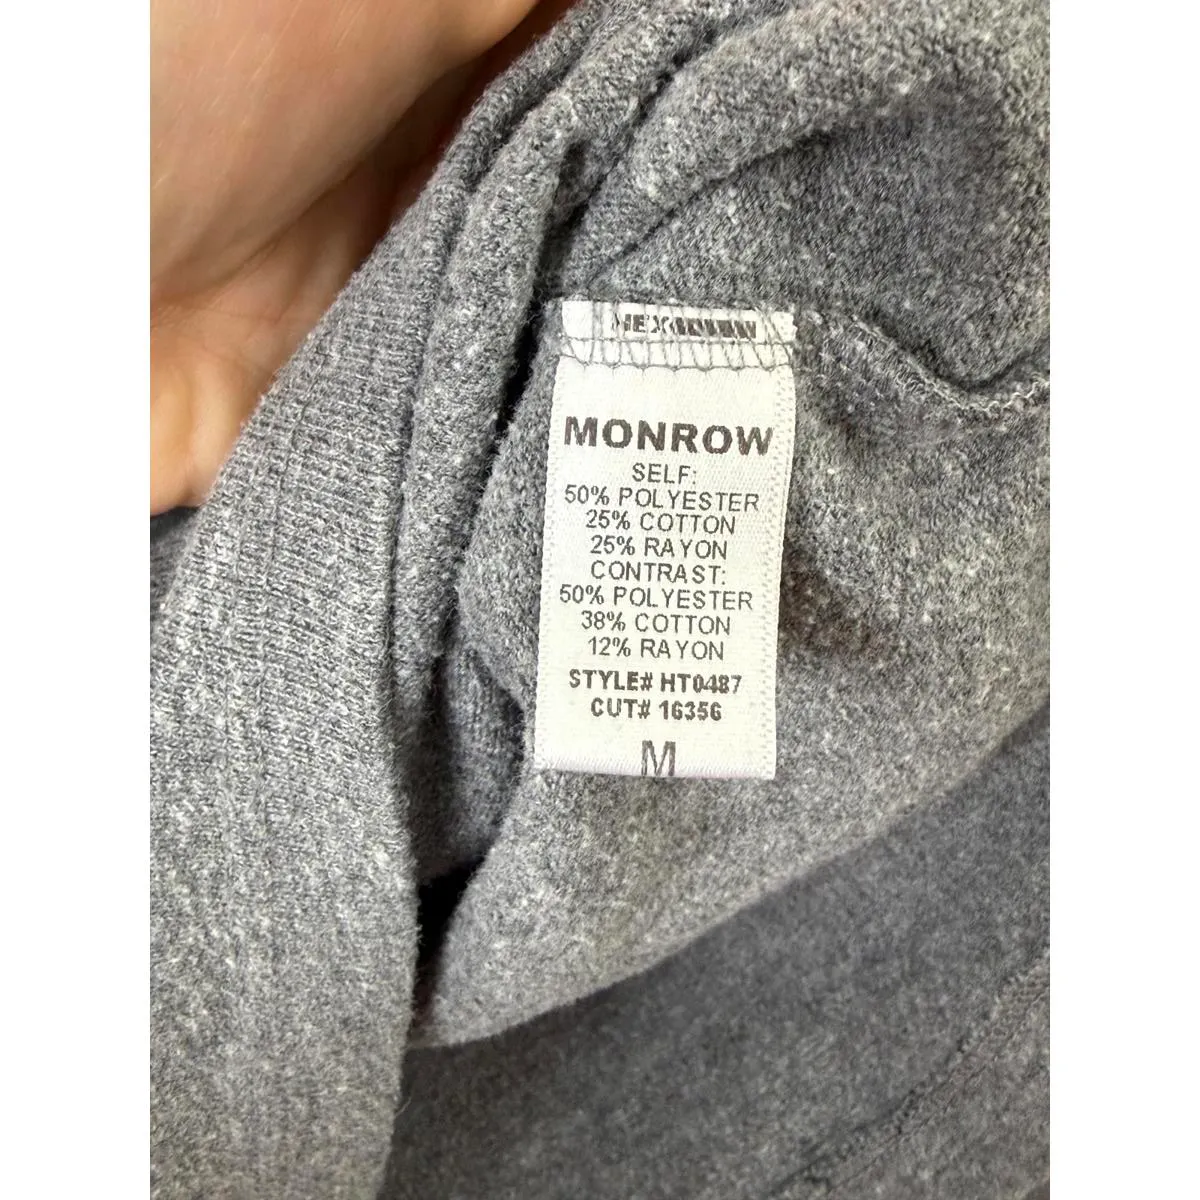 MONROW
SELF:
50% POLYESTER
25% COTTON
25% RAYON
CONTRAST:
50% POLYESTER
38% COTTON
12% RAYON
STYLE# HT0487
CUT# 16356
M